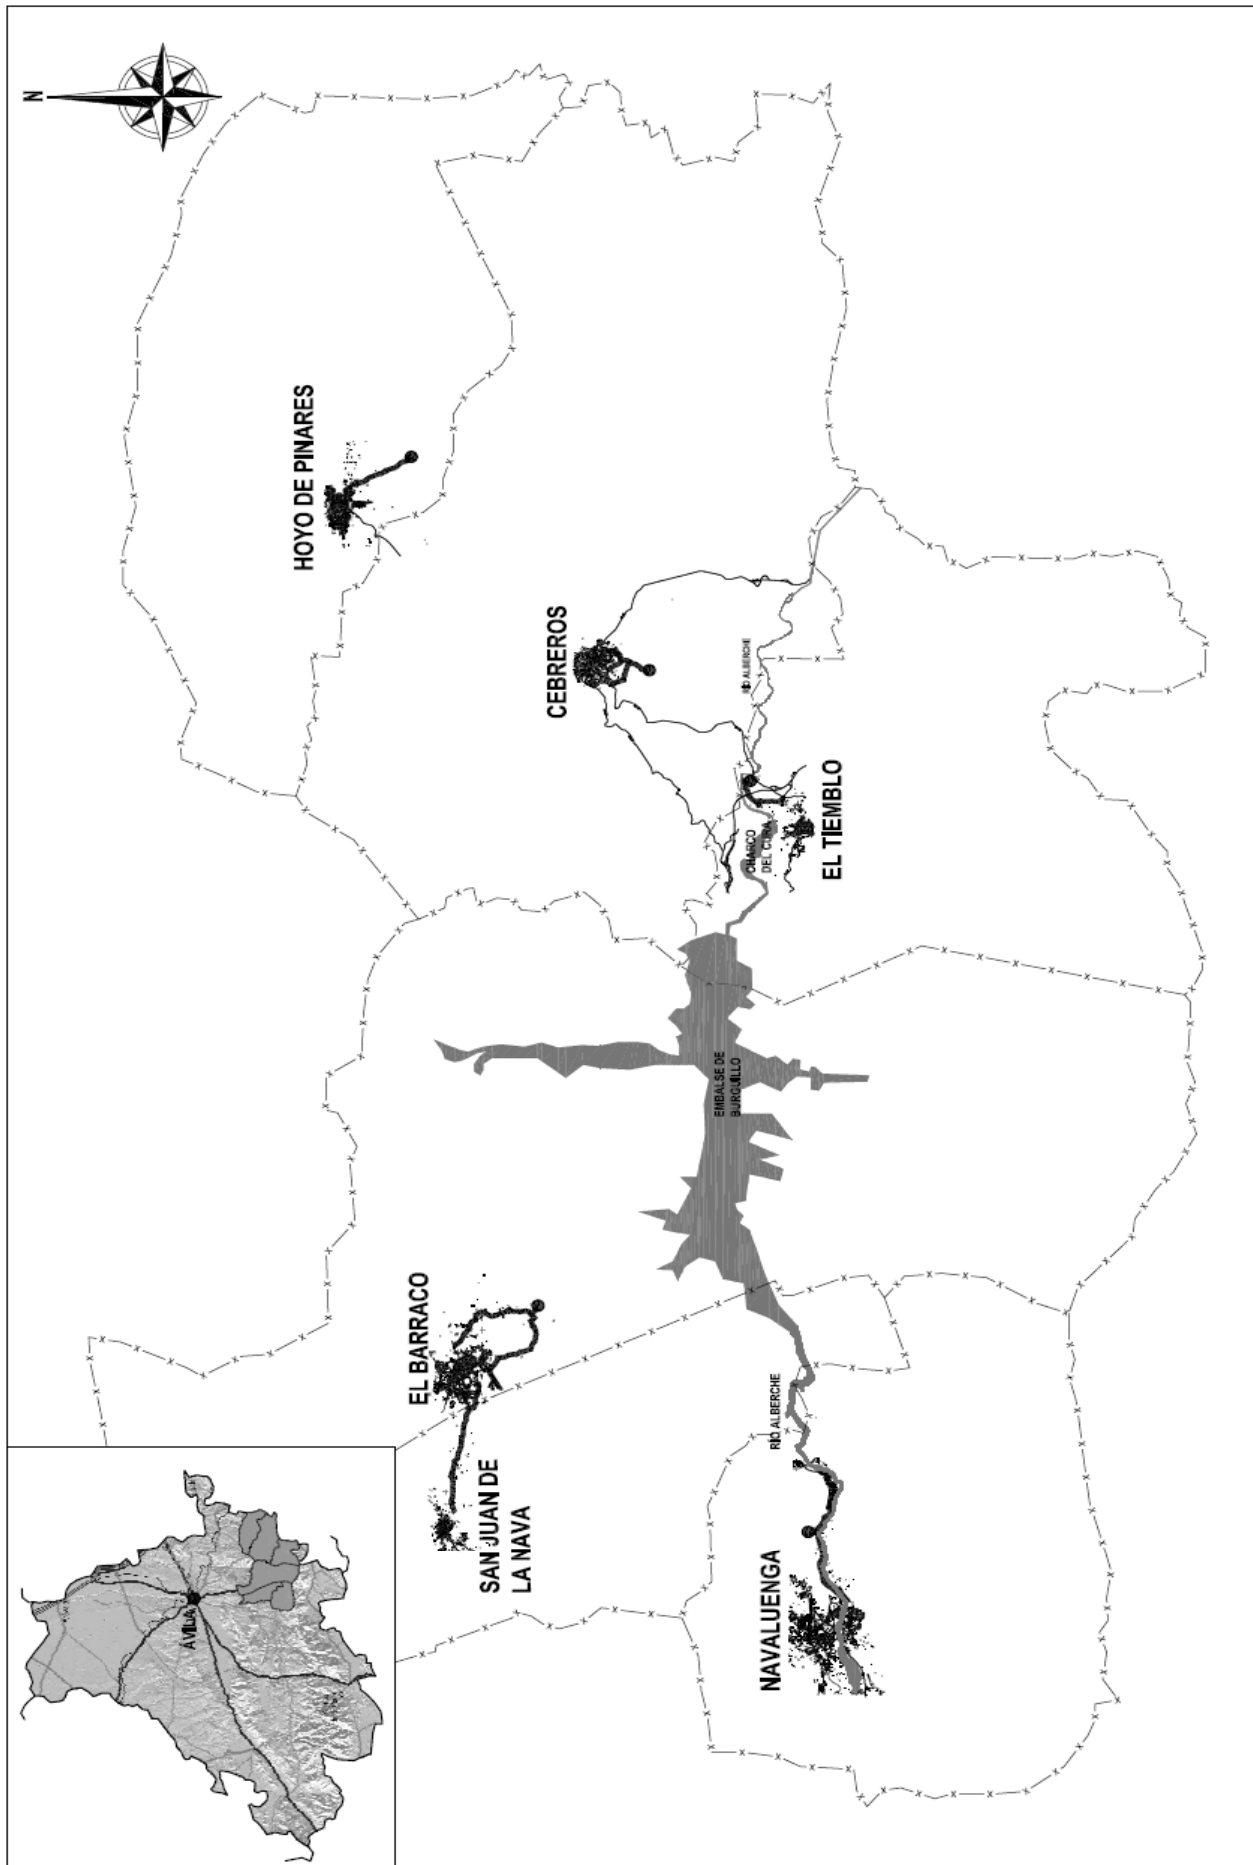 N
HOYO DE PINARES
CEBREROS
RÍO ALBERCHE
EL TIEMBLO
CHARCO
DEL CURA
EMBALSE DE
BURGUILLO
EL BARRACO
SAN JUAN DE
LA NAVA
RÍO ALBERCHE
NAVALUENGA
ÁVILA